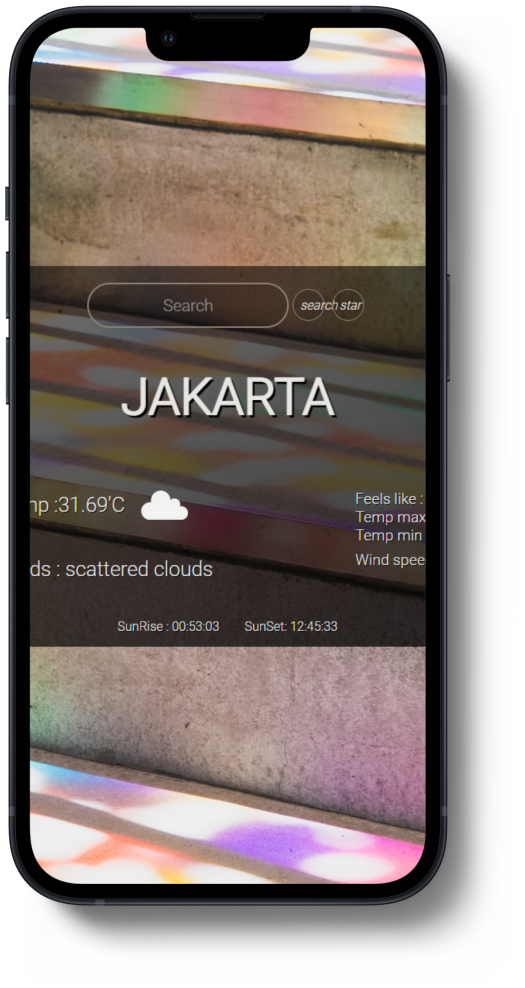 Search
search star
JAKARTA
mp :31.69'C
ds : scattered clouds
Feels like :
Temp max
Temp min
Wind spee
SunRise : 00:53:03 SunSet: 12:45:33